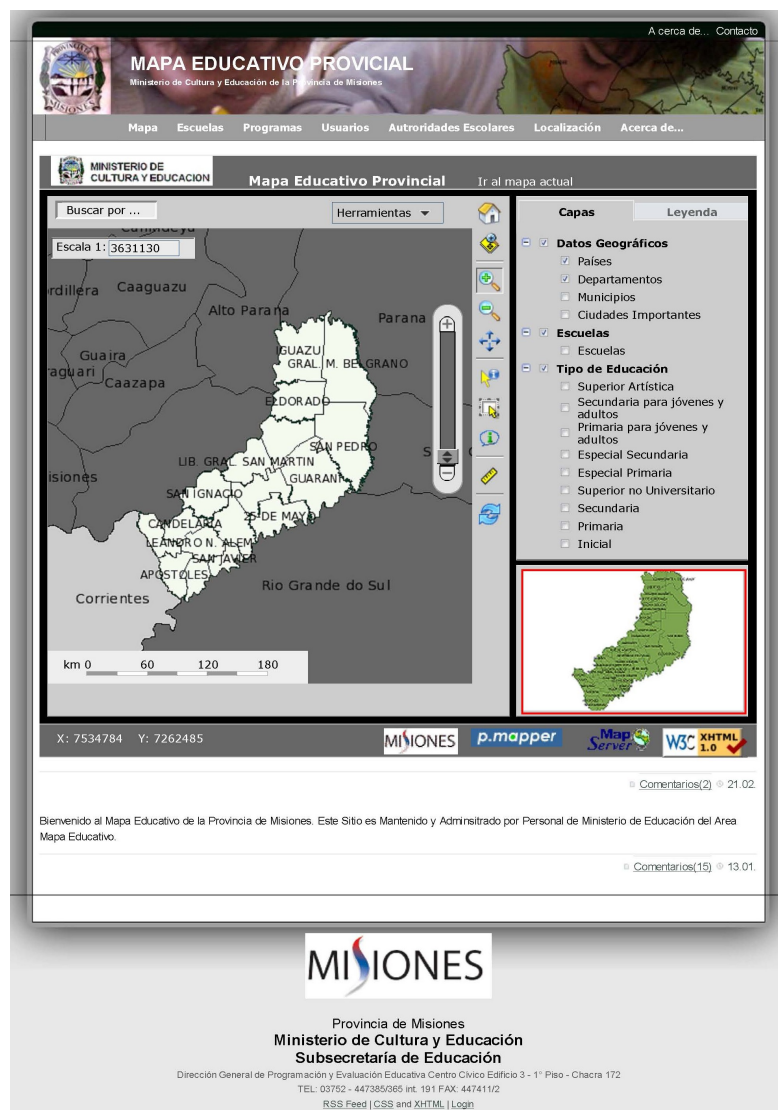 A cerca de... Contacto
MAPA EDUCATIVO PROVICIAL
Ministerio de Cultura y Educación de la Provincia de Misiones
PROVINCIA DE
MISIONES
Mapa Escuelas Programas Usuarios Autroridades Escolares Localización Acerca de...
MINISTERIO DE
CULTURA Y EDUCACION
Mapa Educativo Provincial Ir al mapa actual
Buscar por ...
Herramientas
Escala 1: 3631130
Caaguazu
Alto Parana
Parana
Guaira
Caazapa
IGUAZU
GRAL. M. BELGRANO
ELDORADO
SAN PEDRO
LIB. GRAL. SAN MARTIN
GUARANI
SAN IGNACIO
25 DE MAYO
CANDELARIA
LEANDRO N. ALEM
SAN JAVIER
APOSTOLES
Corrientes
Rio Grande do Sul
km 0 60 120 180
Capas Leyenda
Datos Geográficos
Países
Departamentos
Municipios
Ciudades Importantes
Escuelas
Escuelas
Tipo de Educación
Superior Artística
Secundaria para jóvenes y
adultos
Primaria para jóvenes y
adultos
Especial Secundaria
Especial Primaria
Superior no Universitario
Secundaria
Primaria
Inicial
X: 7534784 Y: 7262485
MISIONES
p.mapper
Map
Server
W3C XHTML
1.0
Comentarios(2) 21.02.
Bienvenido al Mapa Educativo de la Provincia de Misiones. Este Sitio es Mantenido y Adminsitrado por Personal de Ministerio de Educación del Area
Mapa Educativo.
Comentarios(15) 13.01.
MISIONES
Provincia de Misiones
Ministerio de Cultura y Educación
Subsecretaría de Educación
Dirección General de Programación y Evaluación Educativa Centro Cívico Edificio 3 - 1° Piso - Chacra 172
TEL: 03752 - 447385/365 int. 191 FAX: 447411/2
RSS Feed | CSS and XHTML | Login